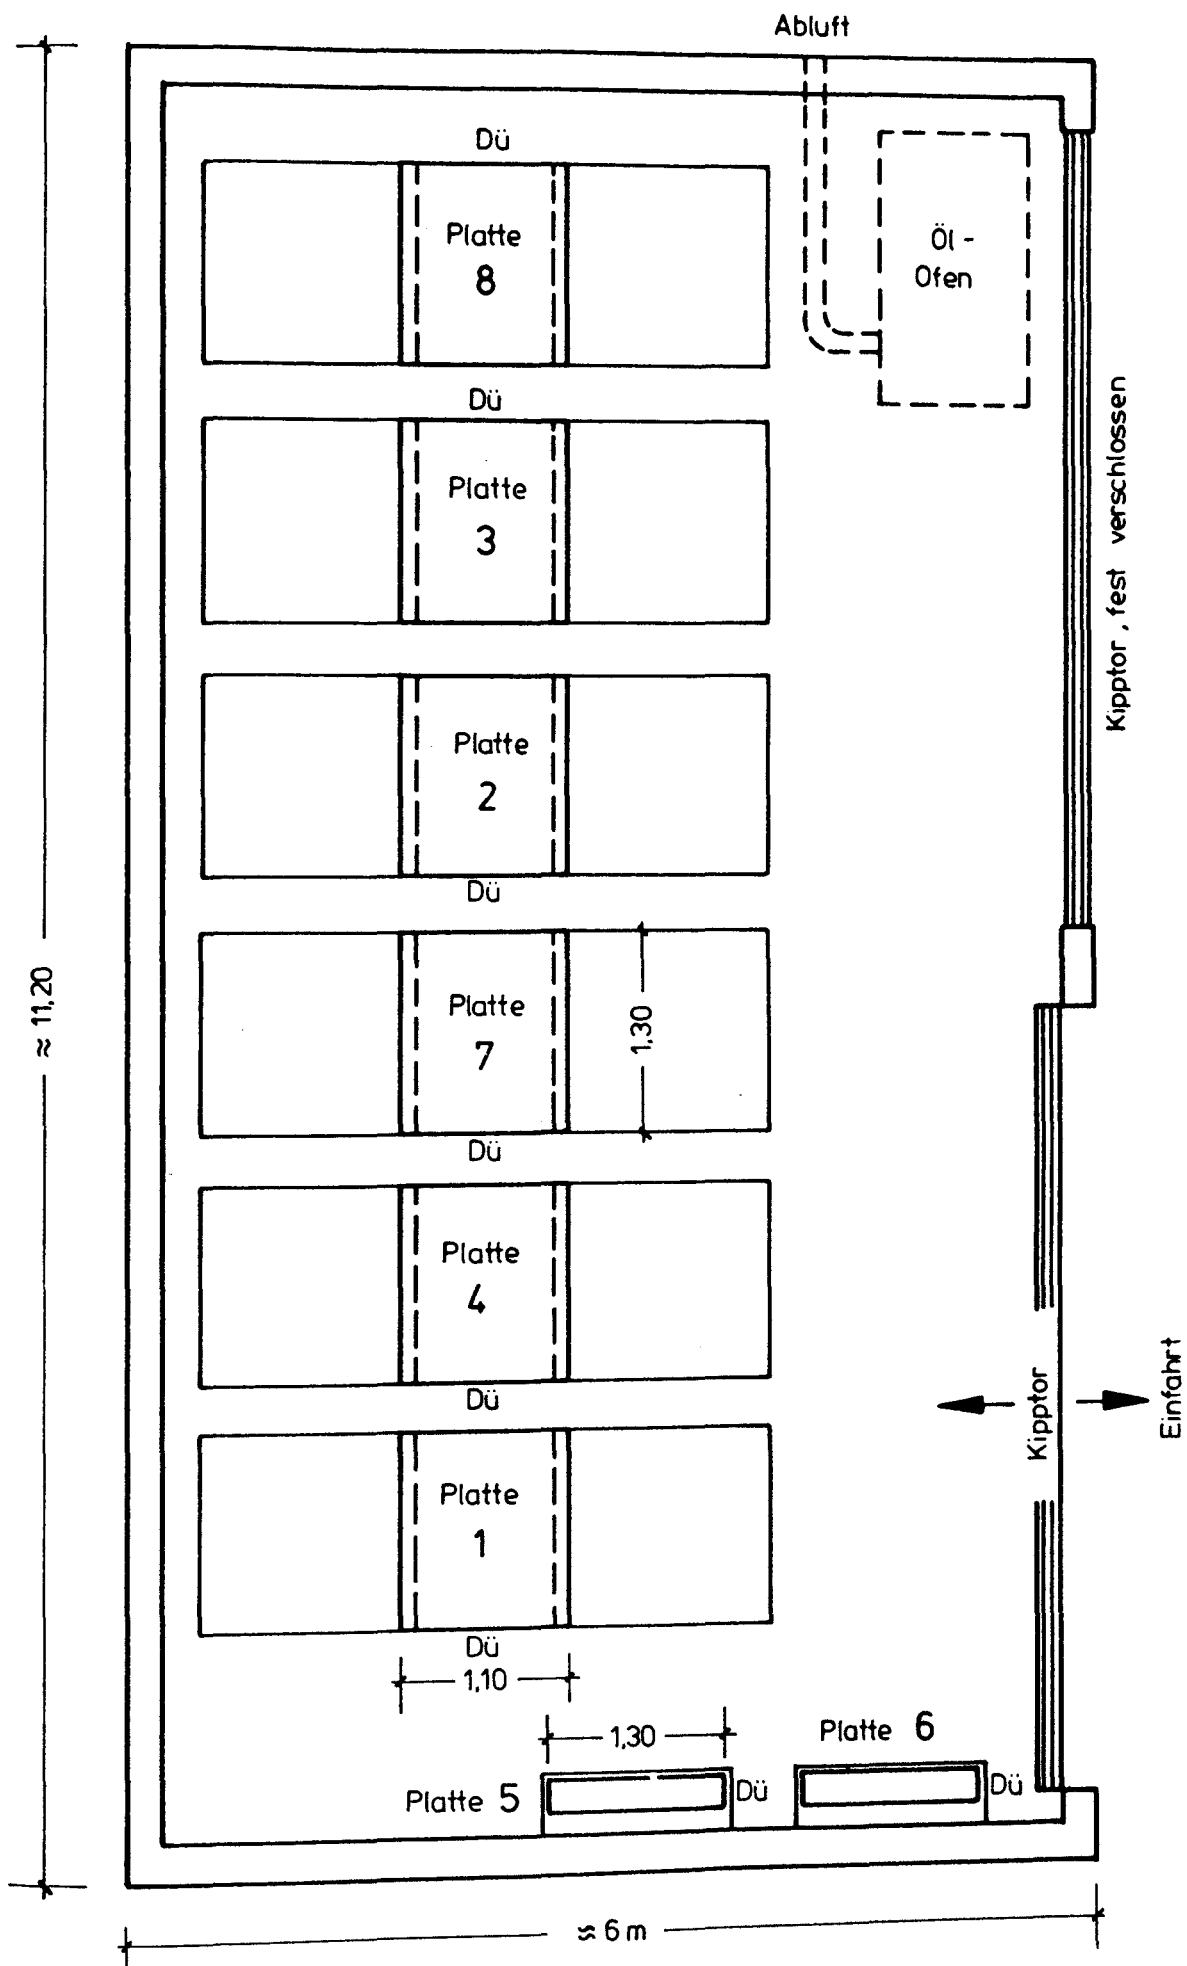 Abluft
Dü
Platte
8
Öl -
Ofen
Kipptor, fest verschlossen
Dü
Platte
3
Platte
2
Dü
≈ 11,20
Platte
7
1,30
Dü
Platte
4
Dü
Kipptor
Einfahrt
Platte
1
Dü
1,10
1,30
Platte 6
Platte 5
Dü
Dü
≈ 6 m